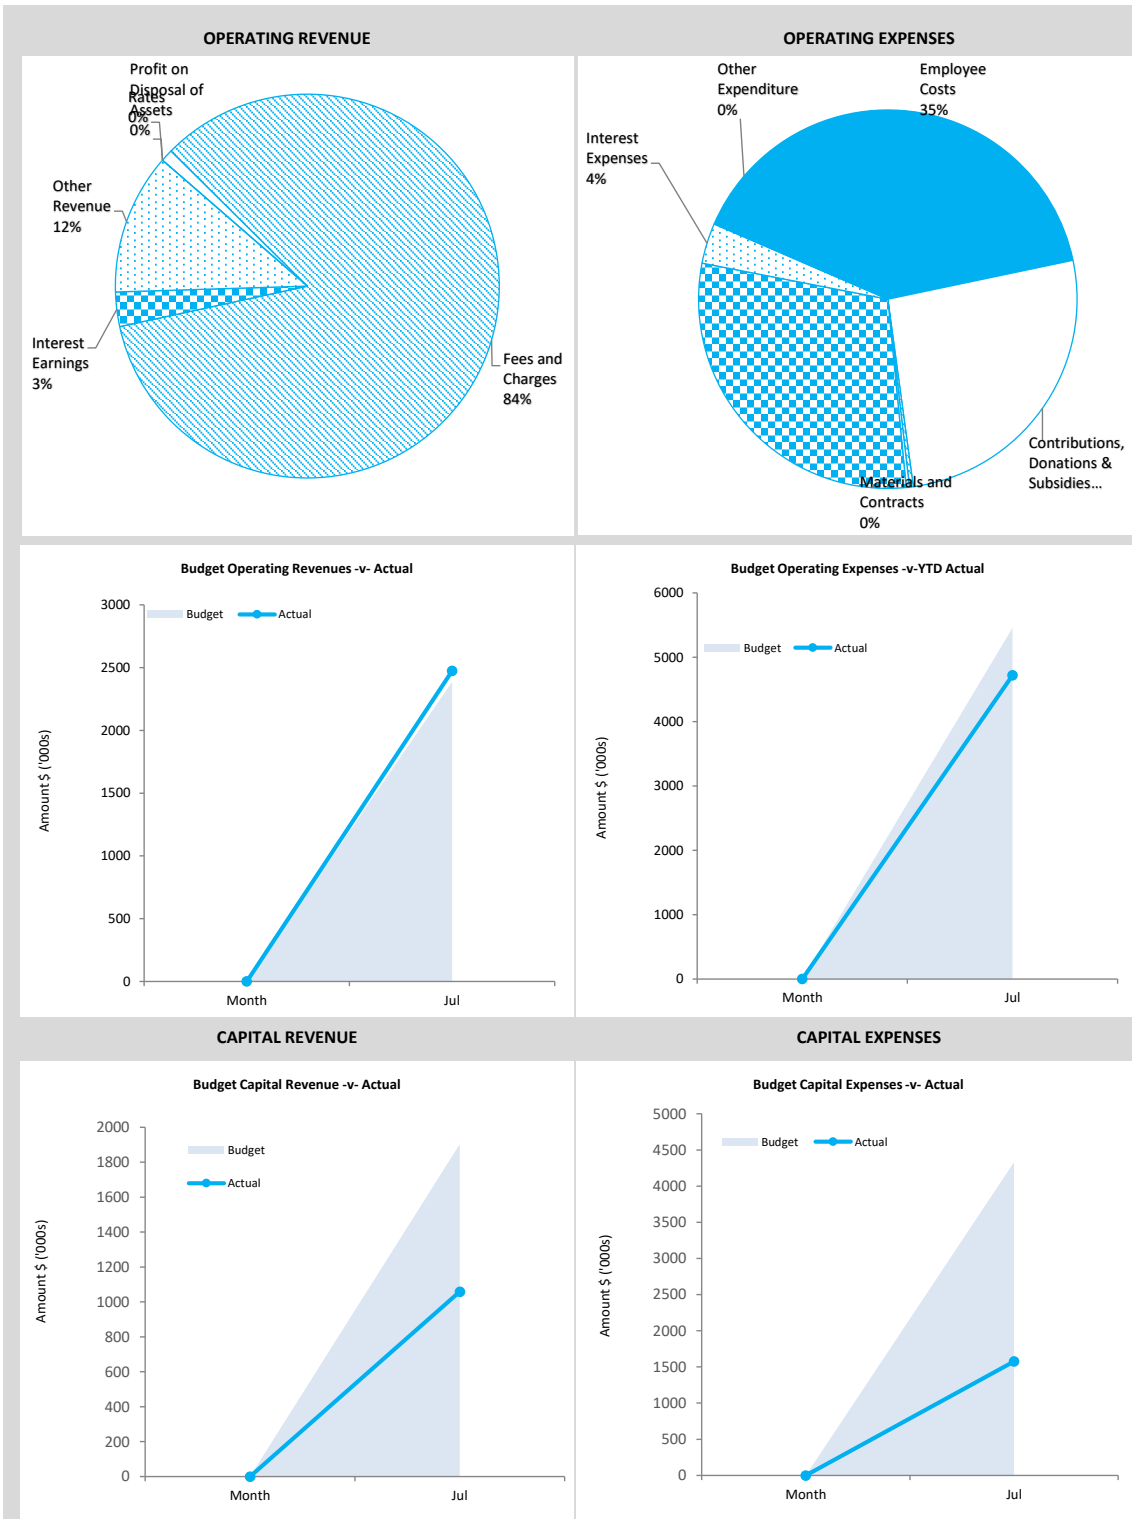 OPERATING REVENUE
Profit on
Disposal of
Assets
0%
Rates
0%
Other
Revenue
12%
Interest
Earnings
3%
Fees and
Charges
84%
OPERATING EXPENSES
Other
Expenditure
0%
Employee
Costs
35%
Interest
Expenses
4%
Contributions,
Donations &
Subsidies...
Materials and
Contracts
0%
Budget Operating Revenues -v- Actual
Budget
Actual
Amount $ ('000s)
3000
2500
2000
1500
1000
500
0
Month
Jul
Budget Operating Expenses -v-YTD Actual
Budget
Actual
Amount $ ('000s)
6000
5000
4000
3000
2000
1000
0
Month
Jul
CAPITAL REVENUE
Budget Capital Revenue -v- Actual
Budget
Actual
Amount $ ('000s)
2000
1800
1600
1400
1200
1000
800
600
400
200
0
Month
Jul
CAPITAL EXPENSES
Budget Capital Expenses -v- Actual
Budget
Actual
Amount $ ('000s)
5000
4500
4000
3500
3000
2500
2000
1500
1000
500
0
Month
Jul